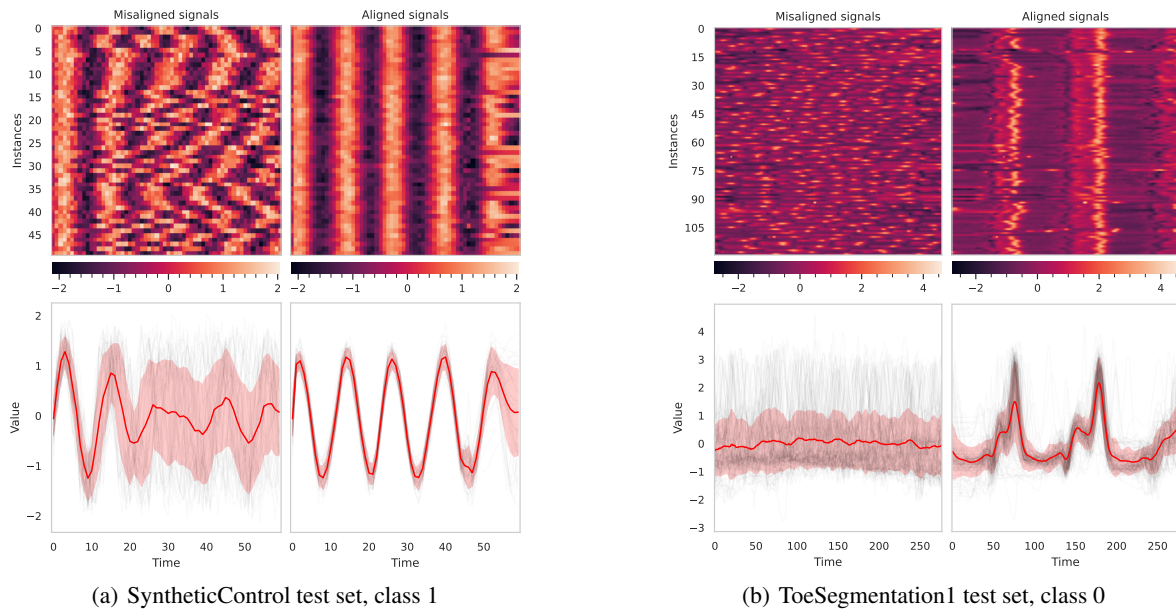 Misaligned signals
Aligned signals
Instances
0
5
10
15
20
25
30
35
40
45
−2 −1 0 1 2
−2 −1 0 1 2
Value
2
1
0
−1
−2
0 10 20 30 40 50
0 10 20 30 40 50
Time
Time
(a) SyntheticControl test set, class 1
Misaligned signals
Aligned signals
Instances
0
15
30
45
60
75
90
105
−2 0 2 4
−2 0 2 4
Value
4
3
2
1
0
−1
−2
−3
0 50 100 150 200 250
0 50 100 150 200 250
Time
Time
(b) ToeSegmentation1 test set, class 0